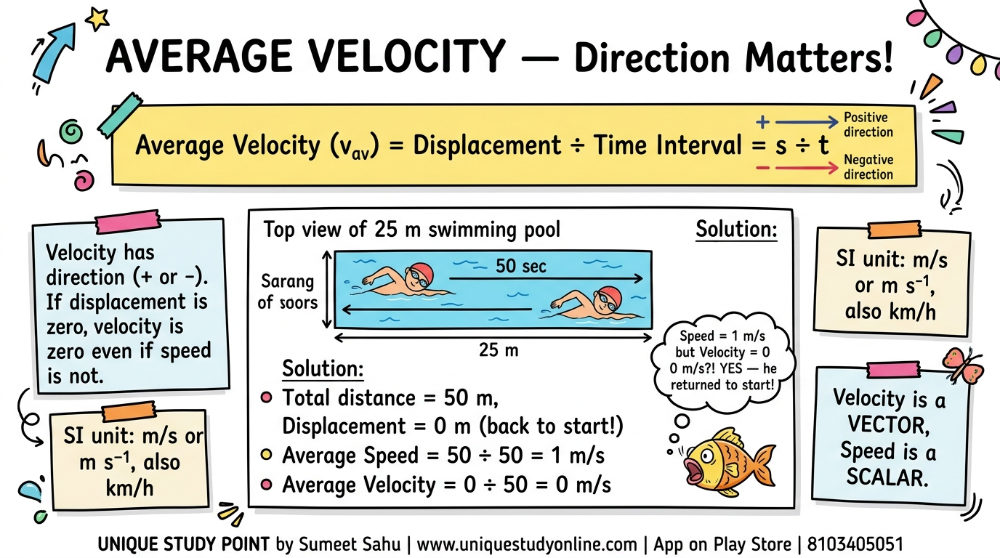 AVERAGE VELOCITY — Direction Matters!
Average Velocity (vav) = Displacement ÷ Time Interval = s ÷ t
+ Positive
direction
− Negative
direction
Velocity has
direction (+ or –).
If displacement is
zero, velocity is
zero even if speed
is not.
SI unit: m/s or
m s⁻¹, also
km/h
Top view of 25 m swimming pool
Solution:
Sarang
of soors
50 sec
25 m
Solution:
Total distance = 50 m,
Displacement = 0 m (back to start!)
Average Speed = 50 ÷ 50 = 1 m/s
Average Velocity = 0 ÷ 50 = 0 m/s
Speed = 1 m/s
but Velocity = 0
0 m/s?! YES — he
returned to start!
SI unit: m/s
or m s⁻¹,
also km/h
Velocity is a
VECTOR,
Speed is a
SCALAR.
UNIQUE STUDY POINT by Sumeet Sahu | www.uniquestudyonline.com | App on Play Store | 8103405051